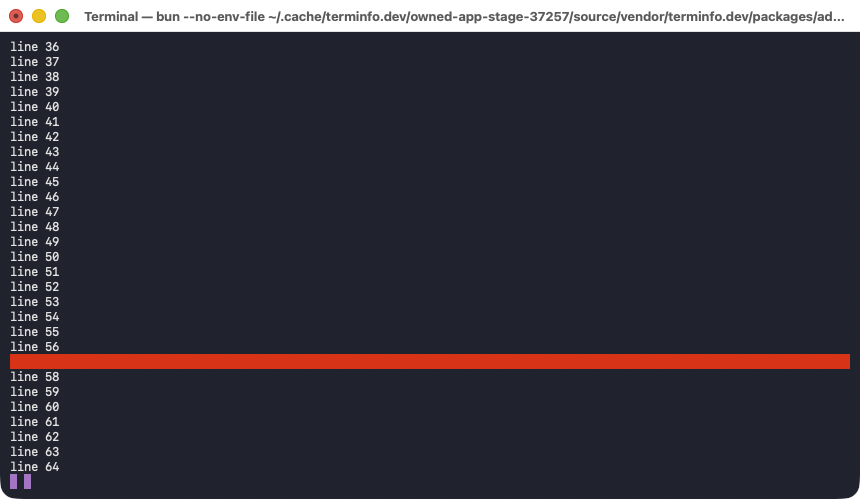 Terminal — bun --no-env-file ~/.cache/terminfo.dev/owned-app-stage-37257/source/vendor/terminfo.dev/packages/ad...
line 36
line 37
line 38
line 39
line 40
line 41
line 42
line 43
line 44
line 45
line 46
line 47
line 48
line 49
line 50
line 51
line 52
line 53
line 54
line 55
line 56
line 58
line 59
line 60
line 61
line 62
line 63
line 64